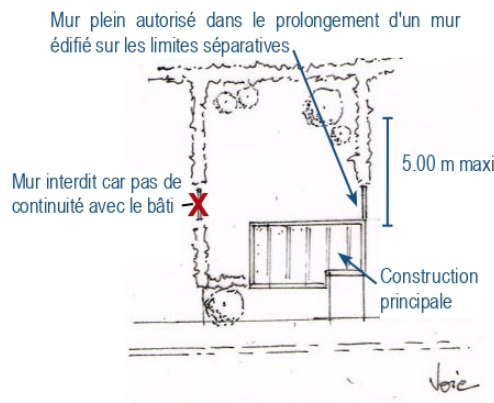 Mur plein autorisé dans le prolongement d'un mur
édifié sur les limites séparatives
5.00 m maxi
Mur interdit car pas de
continuité avec le bâti
X
Construction
principale
Voie